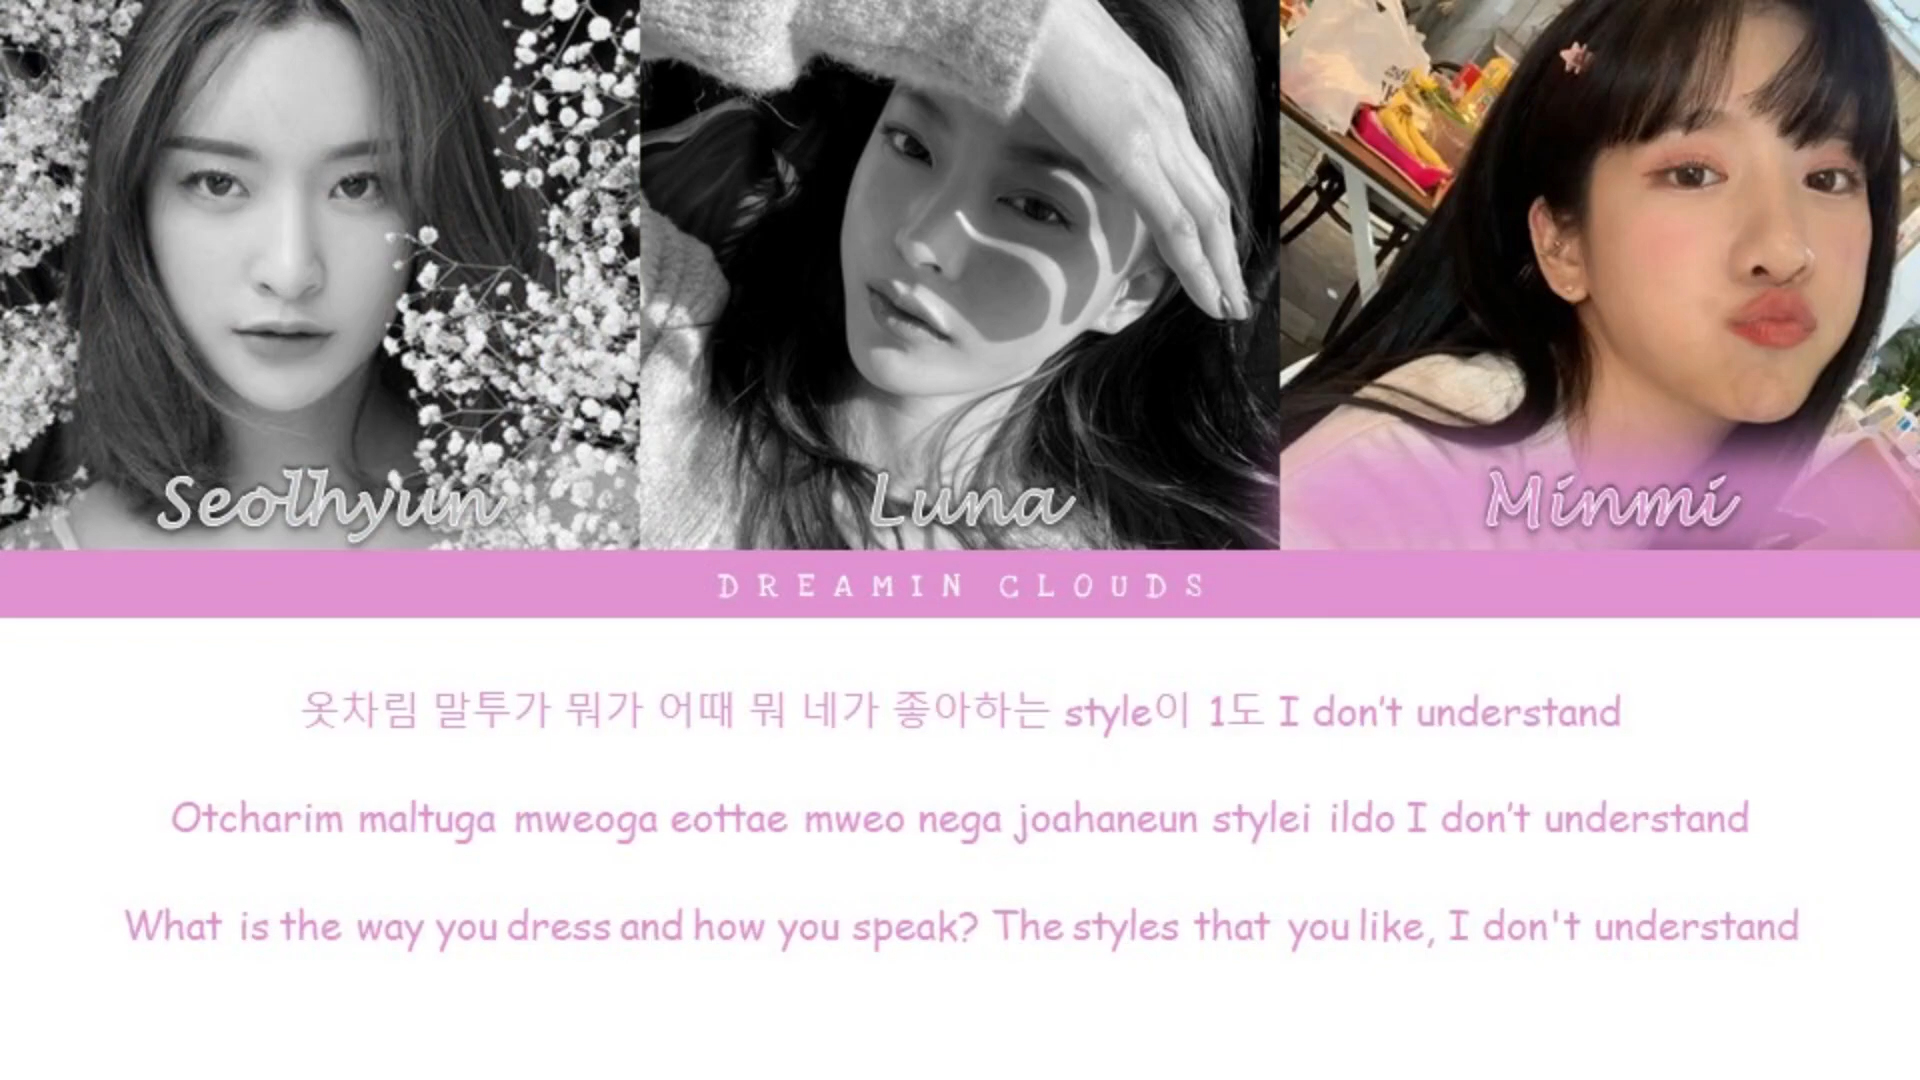 Seolhyun
Luna
Minmi
DREAMIN CLOUDS
옷차림 말투가 뭐가 어때 뭐 네가 좋아하는 style이 1도 I don’t understand
Otcharim maltuga mweoga eottae mweo nega joahaneun stylei ildo I don’t understand
What is the way you dress and how you speak? The styles that you like, I don't understand